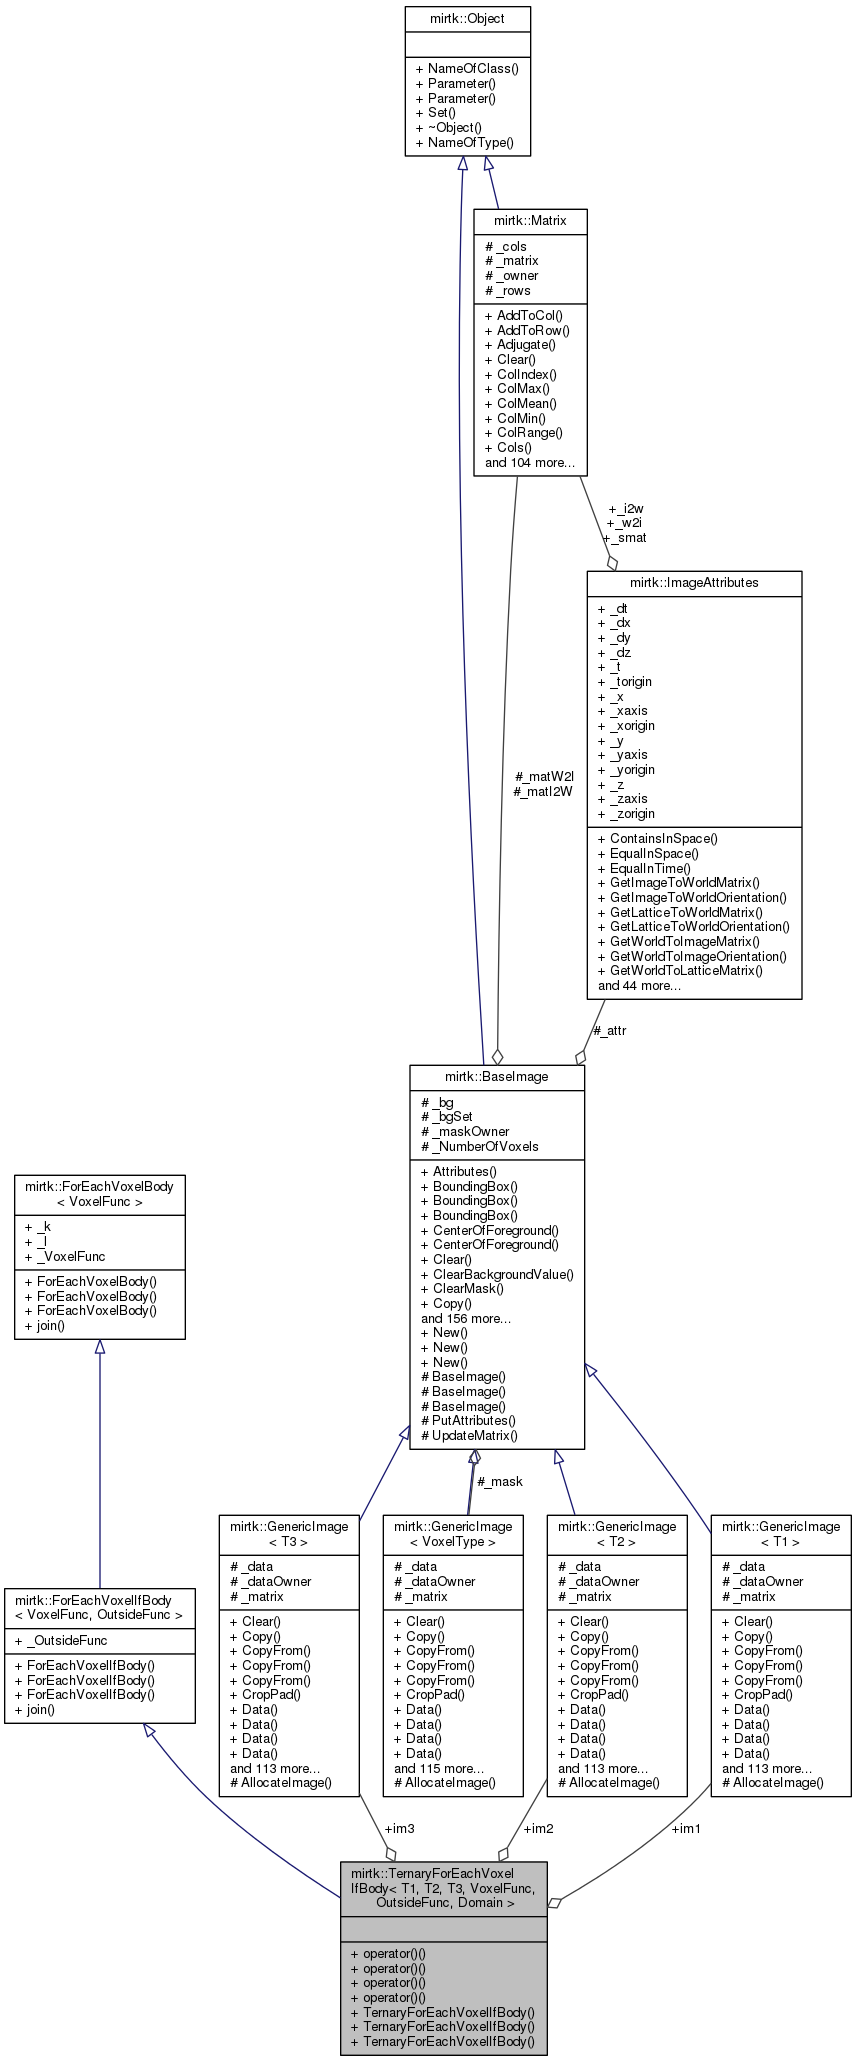 mirtk::Object
+ NameOfClass()
+ Parameter()
+ Parameter()
+ Set()
+ ~Object()
+ NameOfType()
mirtk::Matrix
# _cols
# _matrix
# _owner
# _rows
+ AddToCol()
+ AddToRow()
+ Adjugate()
+ Clear()
+ ColIndex()
+ ColMax()
+ ColMean()
+ ColMin()
+ ColRange()
+ Cols()
and 104 more...
+_i2w
+_w2i
+_smat
mirtk::ImageAttributes
+ _dt
+ _dx
+ _dy
+ _dz
+ _t
+ _torigin
+ _x
+ _xaxis
+ _xorigin
+ _y
+ _yaxis
+ _yorigin
+ _z
+ _zaxis
+ _zorigin
+ ContainsInSpace()
+ EqualInSpace()
+ EqualInTime()
+ GetImageToWorldMatrix()
+ GetImageToWorldOrientation()
+ GetLatticeToWorldMatrix()
+ GetLatticeToWorldOrientation()
+ GetWorldToImageMatrix()
+ GetWorldToImageOrientation()
+ GetWorldToLatticeMatrix()
and 44 more...
#_matW2I
#_matI2W
#_attr
mirtk::BaseImage
# _bg
# _bgSet
# _maskOwner
# _NumberOfVoxels
+ Attributes()
+ BoundingBox()
+ BoundingBox()
+ BoundingBox()
+ CenterOfForeground()
+ CenterOfForeground()
+ Clear()
+ ClearBackgroundValue()
+ ClearMask()
+ Copy()
and 156 more...
+ New()
+ New()
+ New()
# BaseImage()
# BaseImage()
# BaseImage()
# PutAttributes()
# UpdateMatrix()
mirtk::ForEachVoxelBody
< VoxelFunc >
+ _k
+ _l
+ _VoxelFunc
+ ForEachVoxelBody()
+ ForEachVoxelBody()
+ ForEachVoxelBody()
+ join()
#_mask
mirtk::ForEachVoxelIfBody
< VoxelFunc, OutsideFunc >
+ _OutsideFunc
+ ForEachVoxelIfBody()
+ ForEachVoxelIfBody()
+ ForEachVoxelIfBody()
+ join()
mirtk::GenericImage
< T3 >
# _data
# _dataOwner
# _matrix
+ Clear()
+ Copy()
+ CopyFrom()
+ CopyFrom()
+ CopyFrom()
+ CropPad()
+ Data()
+ Data()
+ Data()
+ Data()
and 113 more...
# AllocateImage()
mirtk::GenericImage
< VoxelType >
# _data
# _dataOwner
# _matrix
+ Clear()
+ Copy()
+ CopyFrom()
+ CopyFrom()
+ CopyFrom()
+ CropPad()
+ Data()
+ Data()
+ Data()
+ Data()
and 115 more...
# AllocateImage()
mirtk::GenericImage
< T2 >
# _data
# _dataOwner
# _matrix
+ Clear()
+ Copy()
+ CopyFrom()
+ CopyFrom()
+ CopyFrom()
+ CropPad()
+ Data()
+ Data()
+ Data()
+ Data()
and 113 more...
# AllocateImage()
mirtk::GenericImage
< T1 >
# _data
# _dataOwner
# _matrix
+ Clear()
+ Copy()
+ CopyFrom()
+ CopyFrom()
+ CopyFrom()
+ CropPad()
+ Data()
+ Data()
+ Data()
+ Data()
and 113 more...
# AllocateImage()
+im3
+im2
+im1
mirtk::TernaryForEachVoxel
IfBody< T1, T2, T3, VoxelFunc,
OutsideFunc, Domain >
+ operator()()
+ operator()()
+ operator()()
+ operator()()
+ TernaryForEachVoxelIfBody()
+ TernaryForEachVoxelIfBody()
+ TernaryForEachVoxelIfBody()